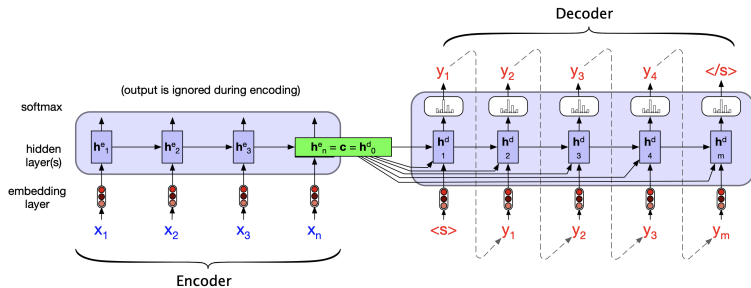 Decoder
y1 y2 y3 y4 </s>
softmax
(output is ignored during encoding)
hidden layer(s)
he1 he2 he3 hen = c = hd0 hd1 hd2 hd3 hd4 hdm
embedding layer
x1 x2 x3 xn <s> y1 y2 y3 ym
Encoder